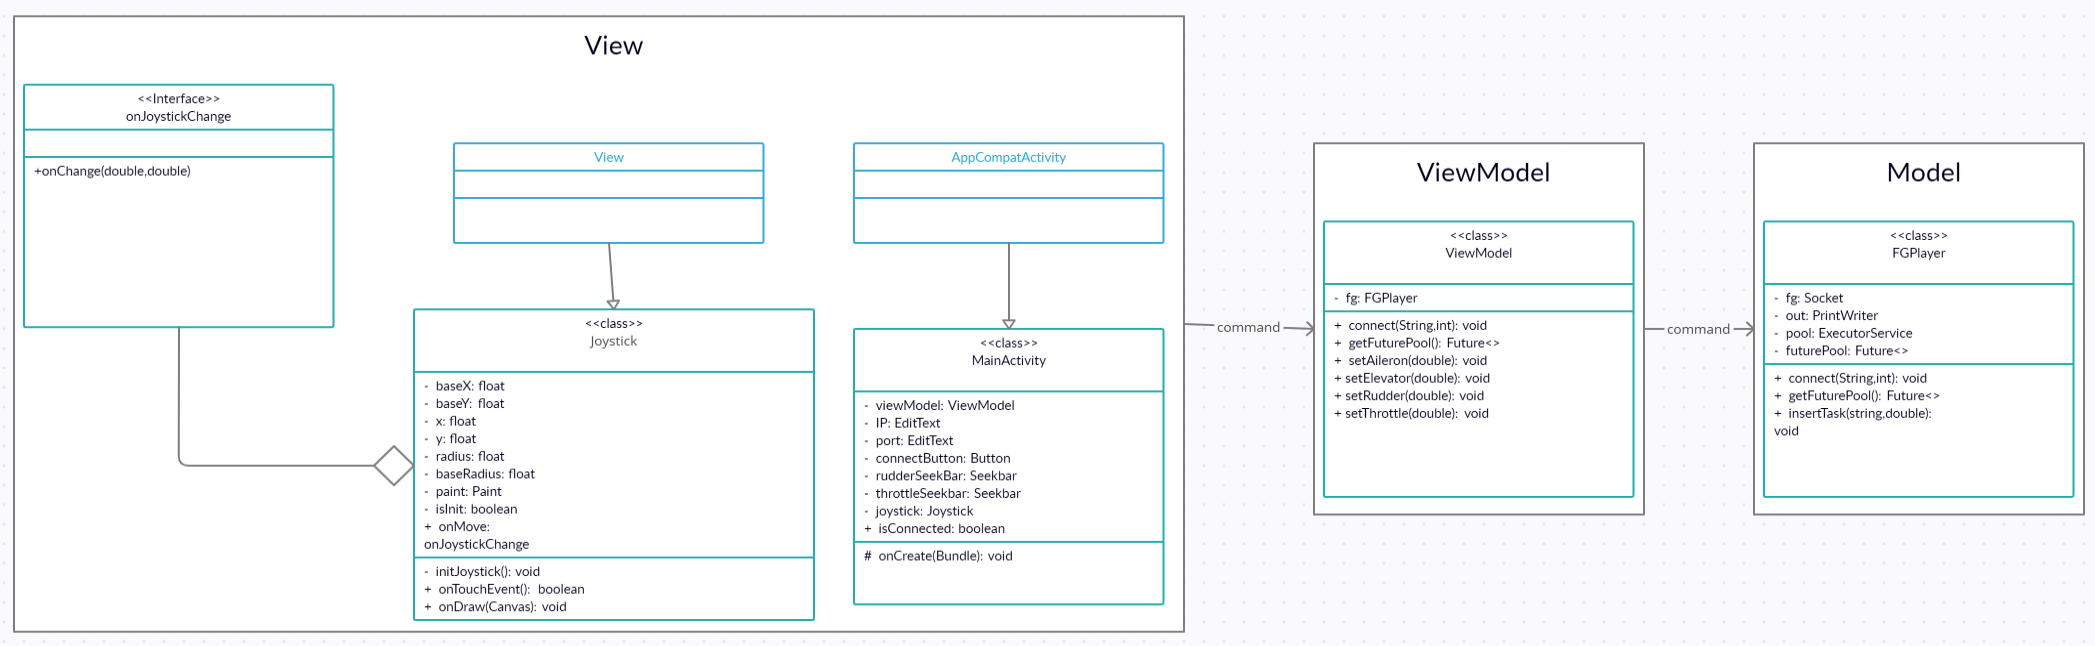 View
<<Interface>>
onJoystickChange
+onChange(double,double)
View
AppCompatActivity
<<class>>
Joystick
- baseX: float
- baseY: float
- x: float
- y: float
- radius: float
- baseRadius: float
- paint: Paint
- isInit: boolean
+ onMove:
onJoystickChange
- initJoystick(): void
+ onTouchEvent(): boolean
+ onDraw(Canvas): void
<<class>>
MainActivity
- viewModel: ViewModel
- IP: EditText
- port: EditText
- connectButton: Button
- rudderSeekBar: Seekbar
- throttleSeekbar: Seekbar
- joystick: Joystick
+ isConnected: boolean
# onCreate(Bundle): void
command
ViewModel
<<class>>
ViewModel
- fg: FGPlayer
+ connect(String,int): void
+ getFuturePool(): Future<>
+ setAileron(double): void
+ setElevator(double): void
+ setRudder(double): void
+ setThrottle(double): void
command
Model
<<class>>
FGPlayer
- fg: Socket
- out: PrintWriter
- pool: ExecutorService
- futurePool: Future<>
+ connect(String,int): void
+ getFuturePool(): Future<>
+ insertTask(string,double):
void